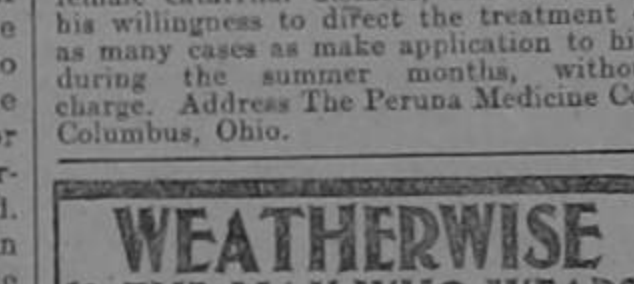 his willingness to direct the treatment
as many cases as make application to
during the summer months,
charge. Address The Peruna Medicine
Columbus, Ohio.
WEATHERWISE